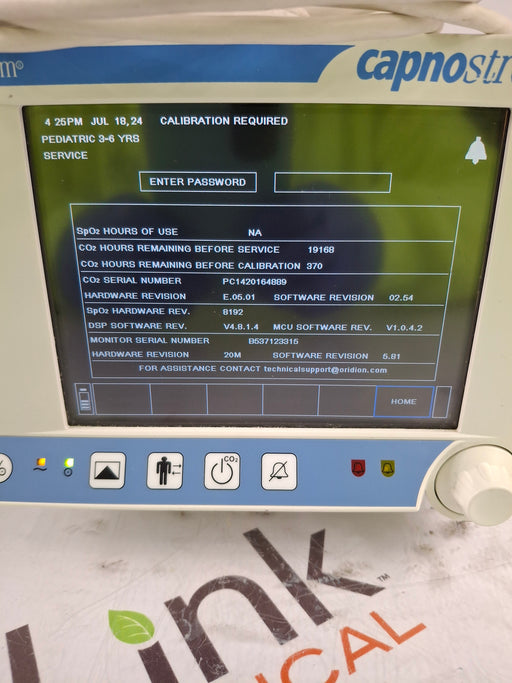 m®
capnostr
4 25PM JUL 18,24 CALIBRATION REQUIRED
PEDIATRIC 3-6 YRS
SERVICE
ENTER PASSWORD
SpO2 HOURS OF USE NA
CO2 HOURS REMAINING BEFORE SERVICE 19168
CO2 HOURS REMAINING BEFORE CALIBRATION 370
CO2 SERIAL NUMBER PC1420164889
HARDWARE REVISION E.05.01 SOFTWARE REVISION 02.54
SpO2 HARDWARE REV. 8192
DSP SOFTWARE REV. V4.8.1.4 MCU SOFTWARE REV. V1.0.4.2
MONITOR SERIAL NUMBER B537123315
HARDWARE REVISION 20M SOFTWARE REVISION 5.81
FOR ASSISTANCE CONTACT technicalsupport@oridion.com
HOME
CO2
Link
ICAL
™